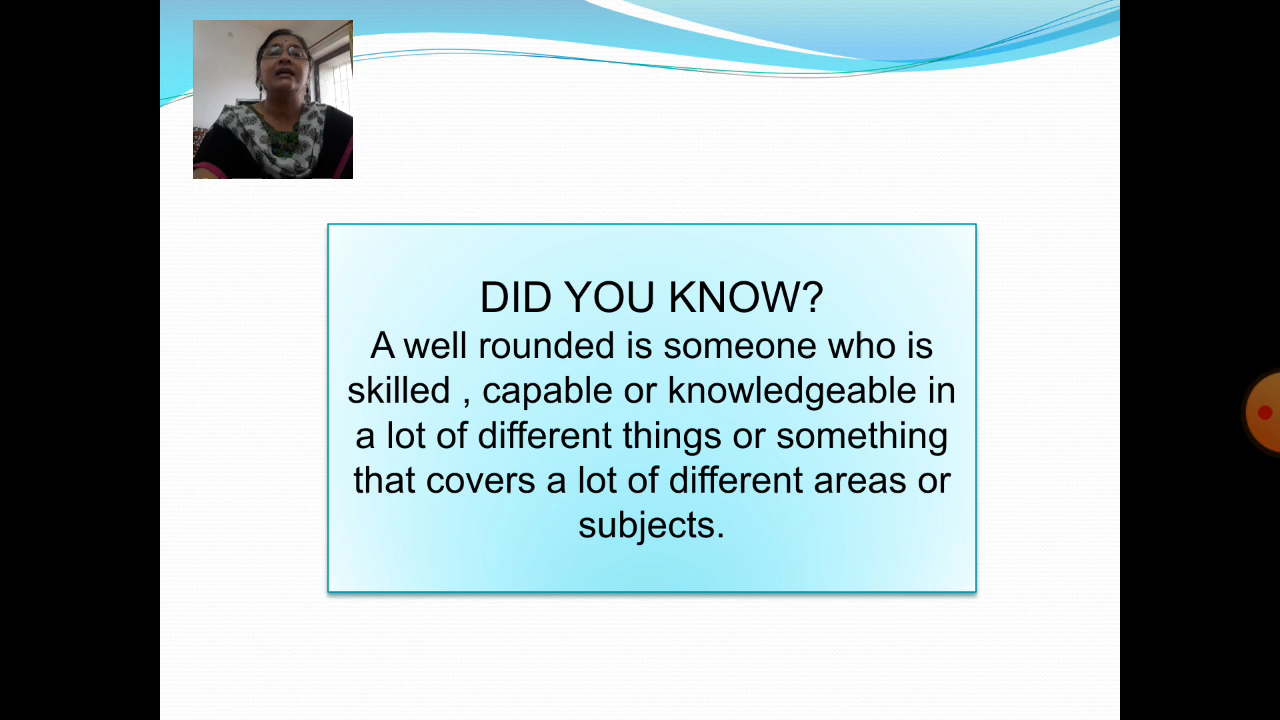 DID YOU KNOW?
A well rounded is someone who is
skilled , capable or knowledgeable in
a lot of different things or something
that covers a lot of different areas or
subjects.